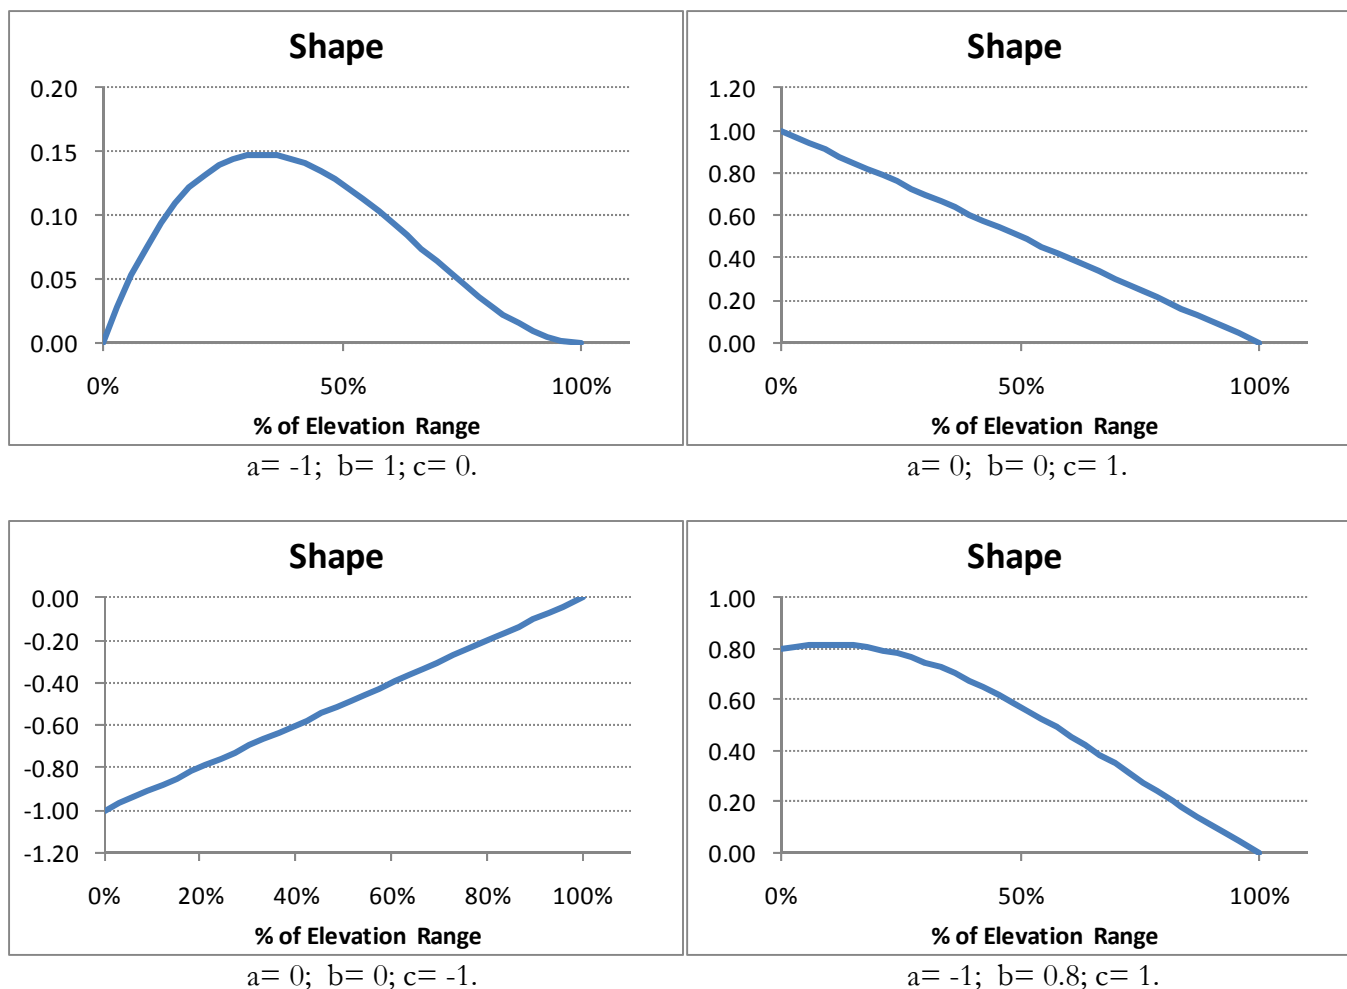 Shape
0.20
0.15
0.10
0.05
0.00
0% 50% 100%
% of Elevation Range
a= -1; b= 1; c= 0.
Shape
1.20
1.00
0.80
0.60
0.40
0.20
0.00
0% 50% 100%
% of Elevation Range
a= 0; b= 0; c= 1.
Shape
0.00
-0.20
-0.40
-0.60
-0.80
-1.00
-1.20
0% 20% 40% 60% 80% 100%
% of Elevation Range
a= 0; b= 0; c= -1.
Shape
1.00
0.80
0.60
0.40
0.20
0.00
0% 50% 100%
% of Elevation Range
a= -1; b= 0.8; c= 1.